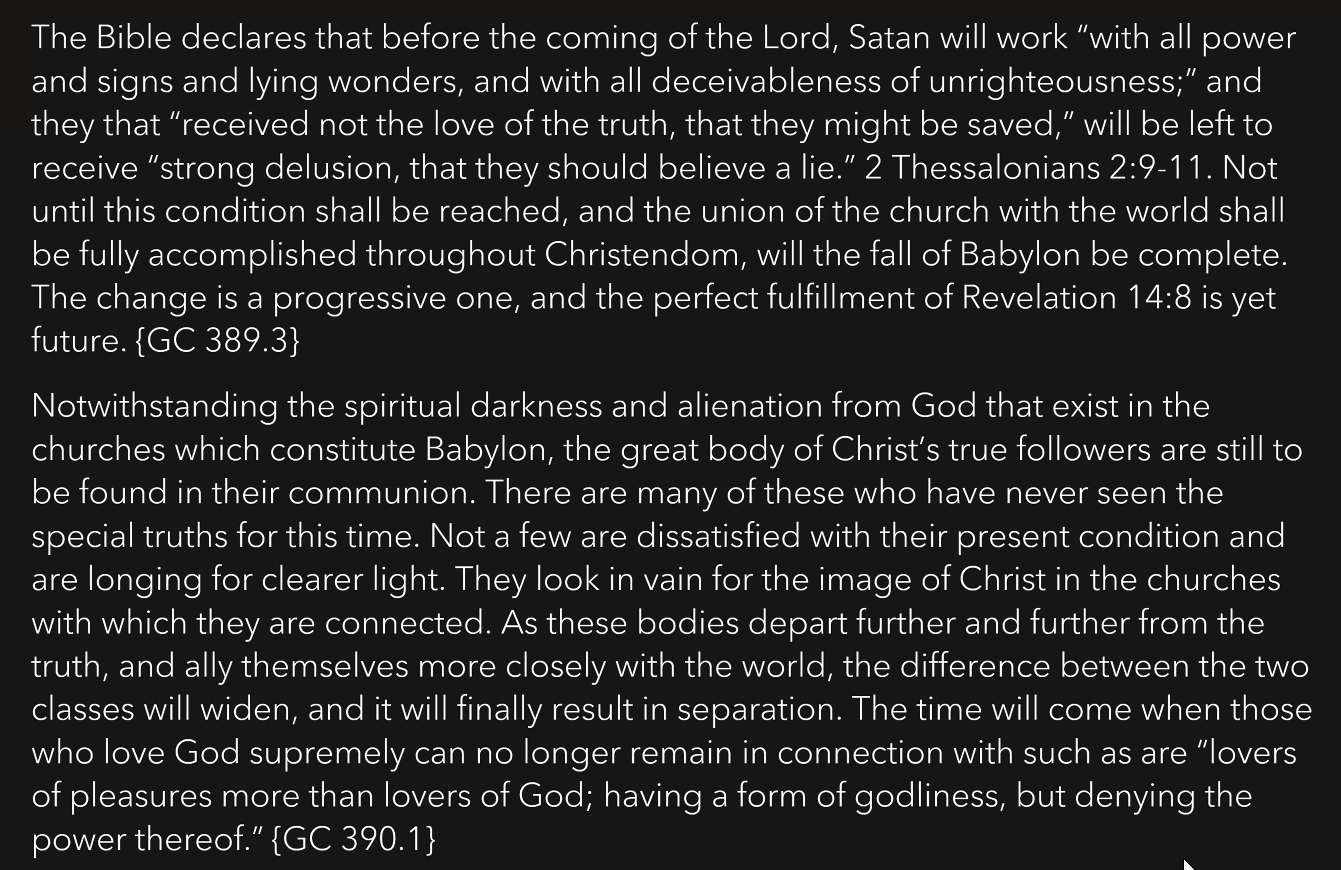 The Bible declares that before the coming of the Lord, Satan will work “with all power
and signs and lying wonders, and with all deceivableness of unrighteousness;” and
they that “received not the love of the truth, that they might be saved,” will be left to
receive “strong delusion, that they should believe a lie.” 2 Thessalonians 2:9-11. Not
until this condition shall be reached, and the union of the church with the world shall
be fully accomplished throughout Christendom, will the fall of Babylon be complete.
The change is a progressive one, and the perfect fulfillment of Revelation 14:8 is yet
future. {GC 389.3}
Notwithstanding the spiritual darkness and alienation from God that exist in the
churches which constitute Babylon, the great body of Christ’s true followers are still to
be found in their communion. There are many of these who have never seen the
special truths for this time. Not a few are dissatisfied with their present condition and
are longing for clearer light. They look in vain for the image of Christ in the churches
with which they are connected. As these bodies depart further and further from the
truth, and ally themselves more closely with the world, the difference between the two
classes will widen, and it will finally result in separation. The time will come when those
who love God supremely can no longer remain in connection with such as are “lovers
of pleasures more than lovers of God; having a form of godliness, but denying the
power thereof.” {GC 390.1}